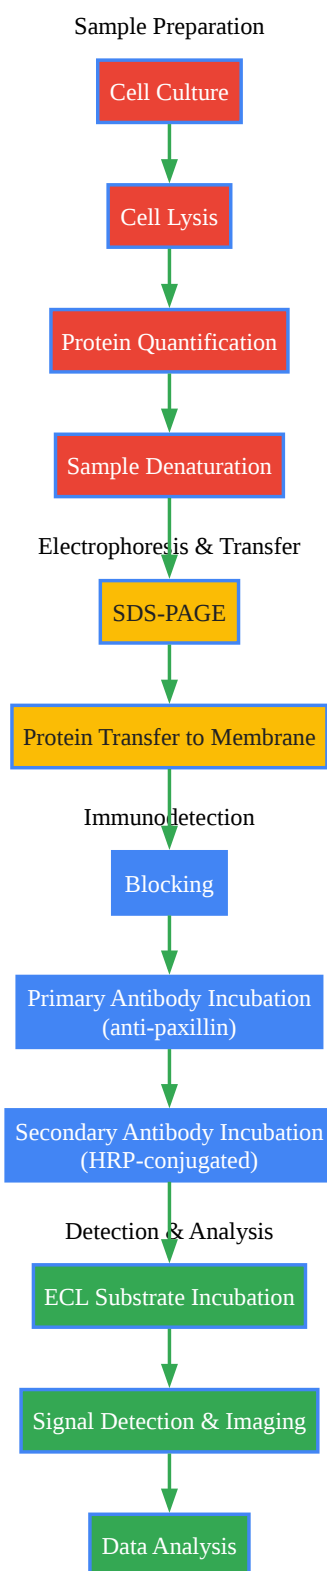 Sample Preparation
Cell Culture
Cell Lysis
Protein Quantification
Sample Denaturation
Electrophoresis & Transfer
SDS-PAGE
Protein Transfer to Membrane
Immunodetection
Blocking
Primary Antibody Incubation
(anti-paxillin)
Secondary Antibody Incubation
(HRP-conjugated)
Detection & Analysis
ECL Substrate Incubation
Signal Detection & Imaging
Data Analysis